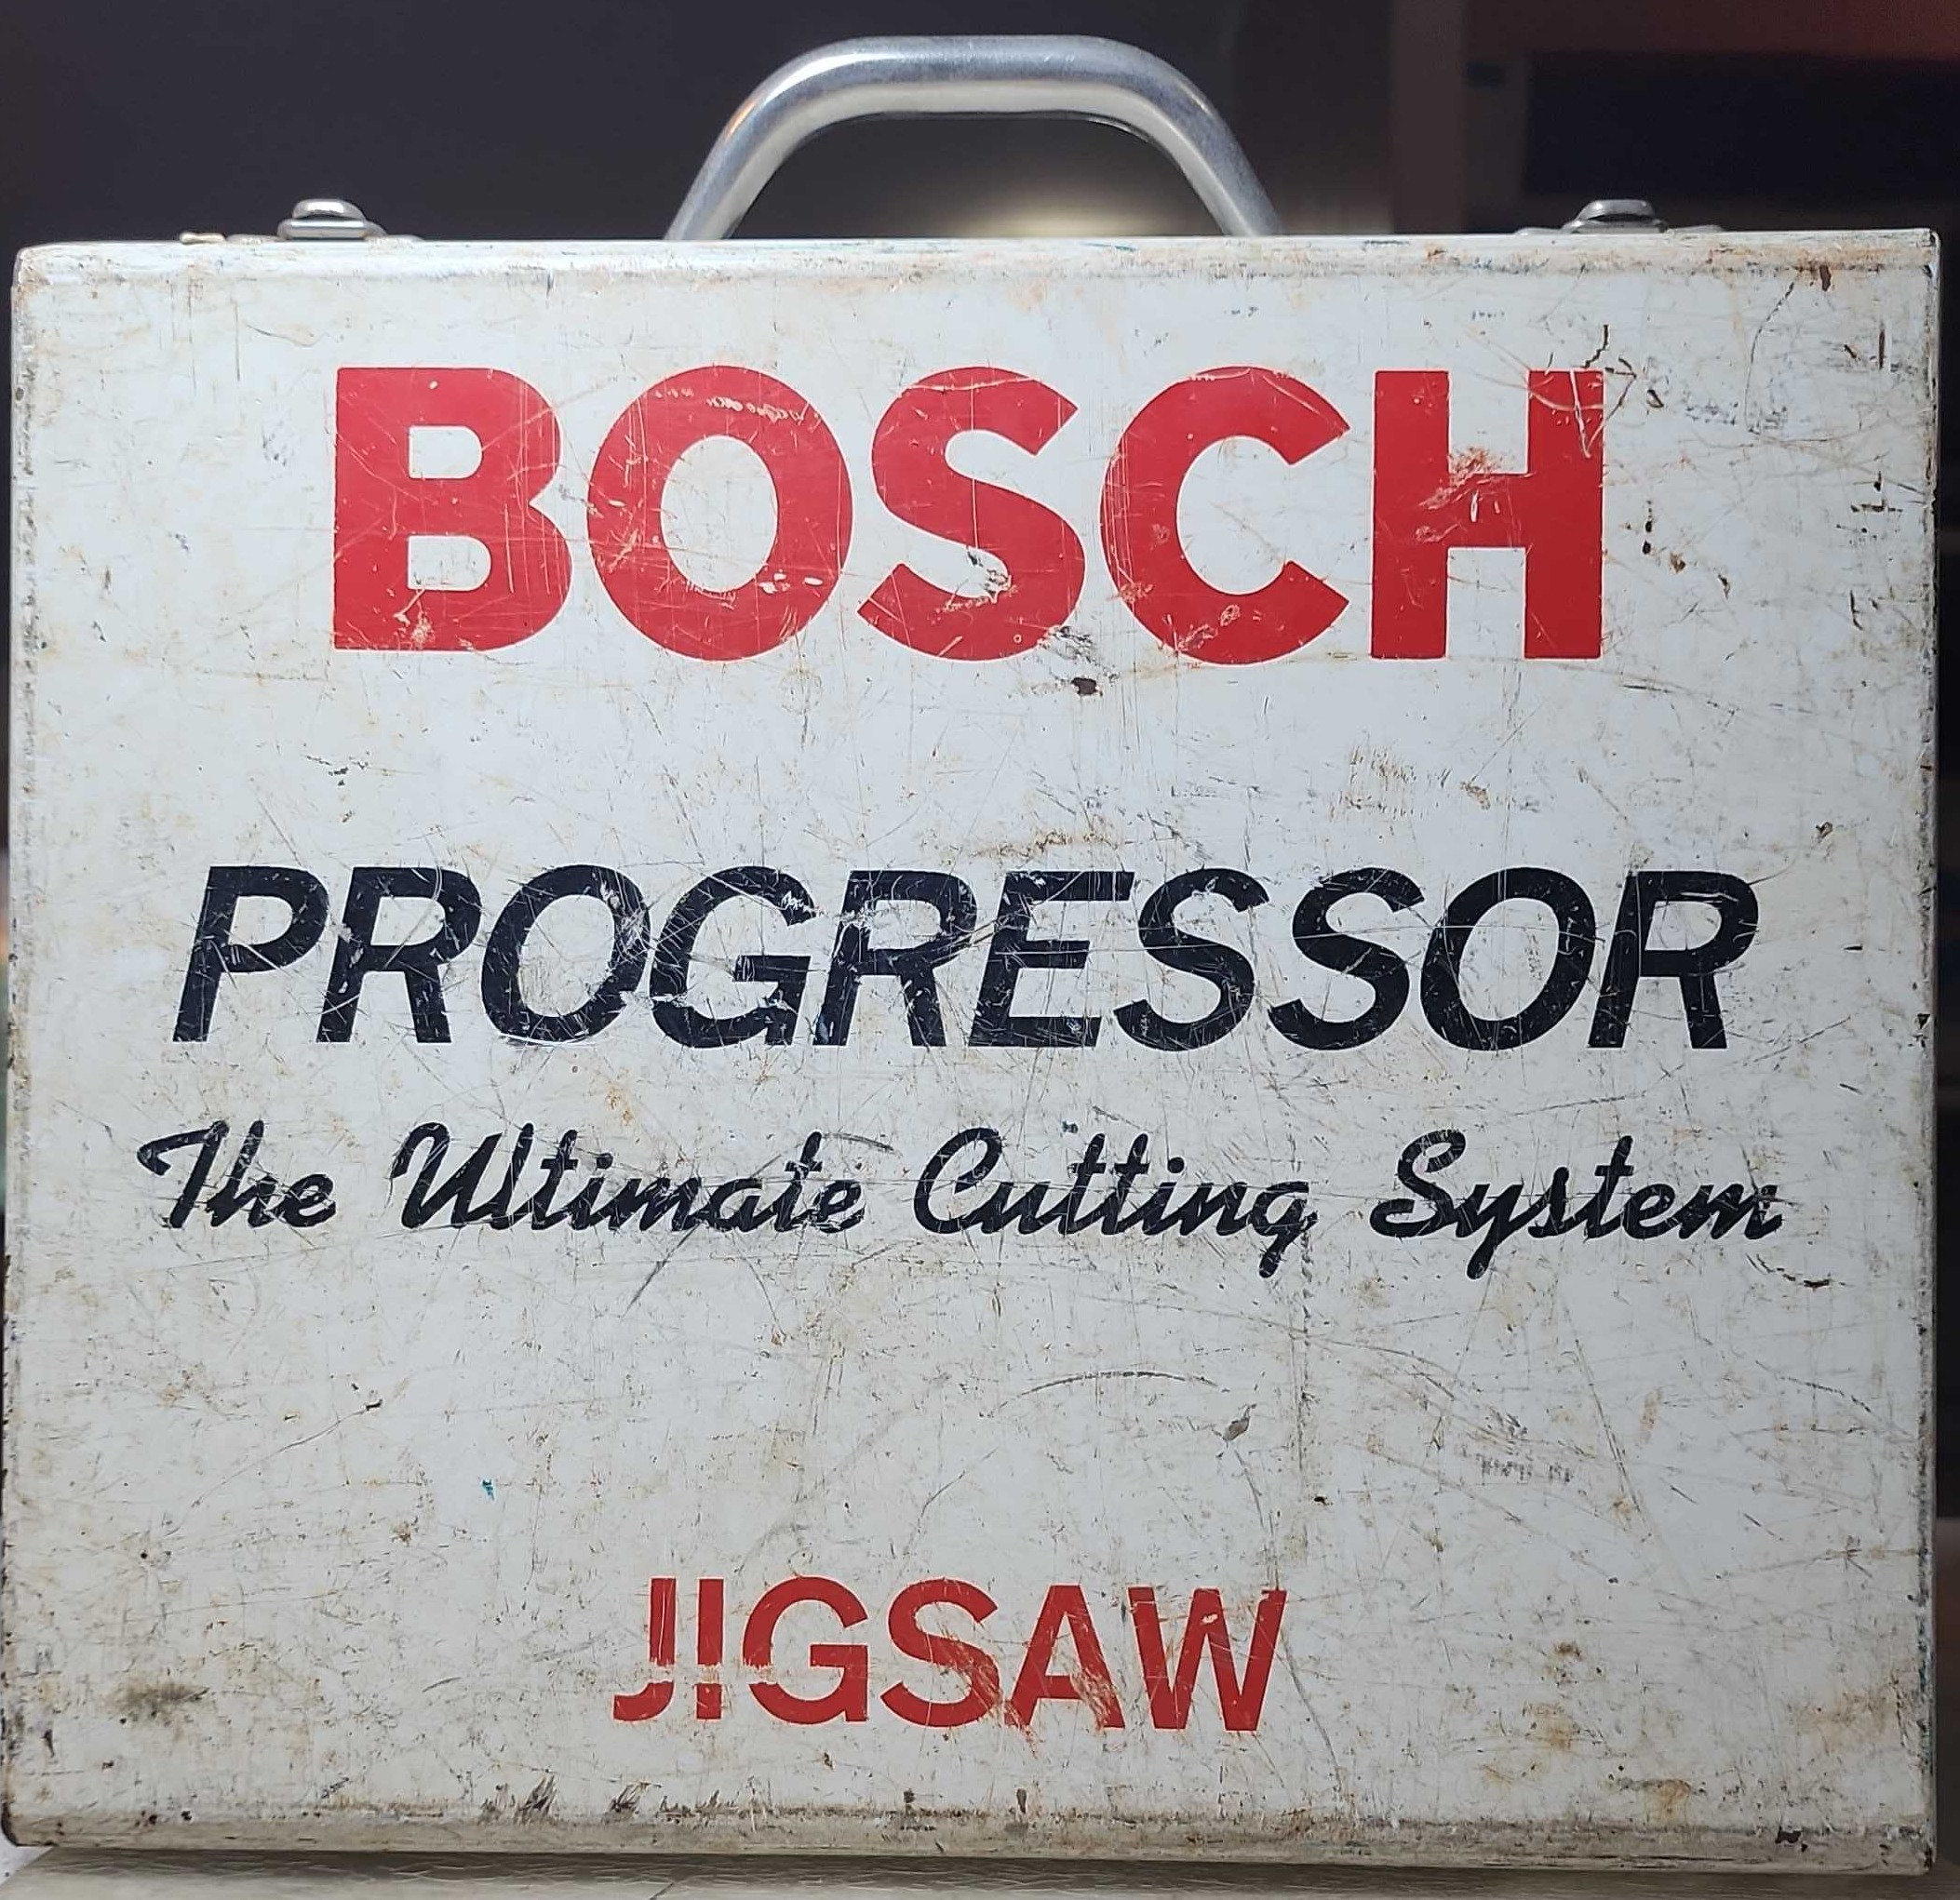 BOSCH
PROGRESSOR
The Ultimate Cutting System
JIGSAW